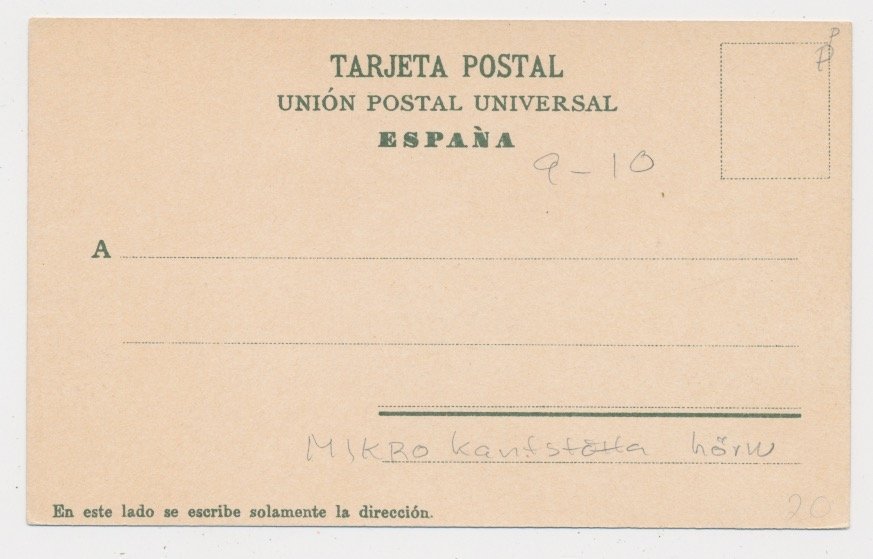 TARJETA POSTAL
UNIÓN POSTAL UNIVERSAL
ESPAÑA
9-10
A
MIKRO kantstötta hörn
En este lado se escribe solamente la dirección.
20